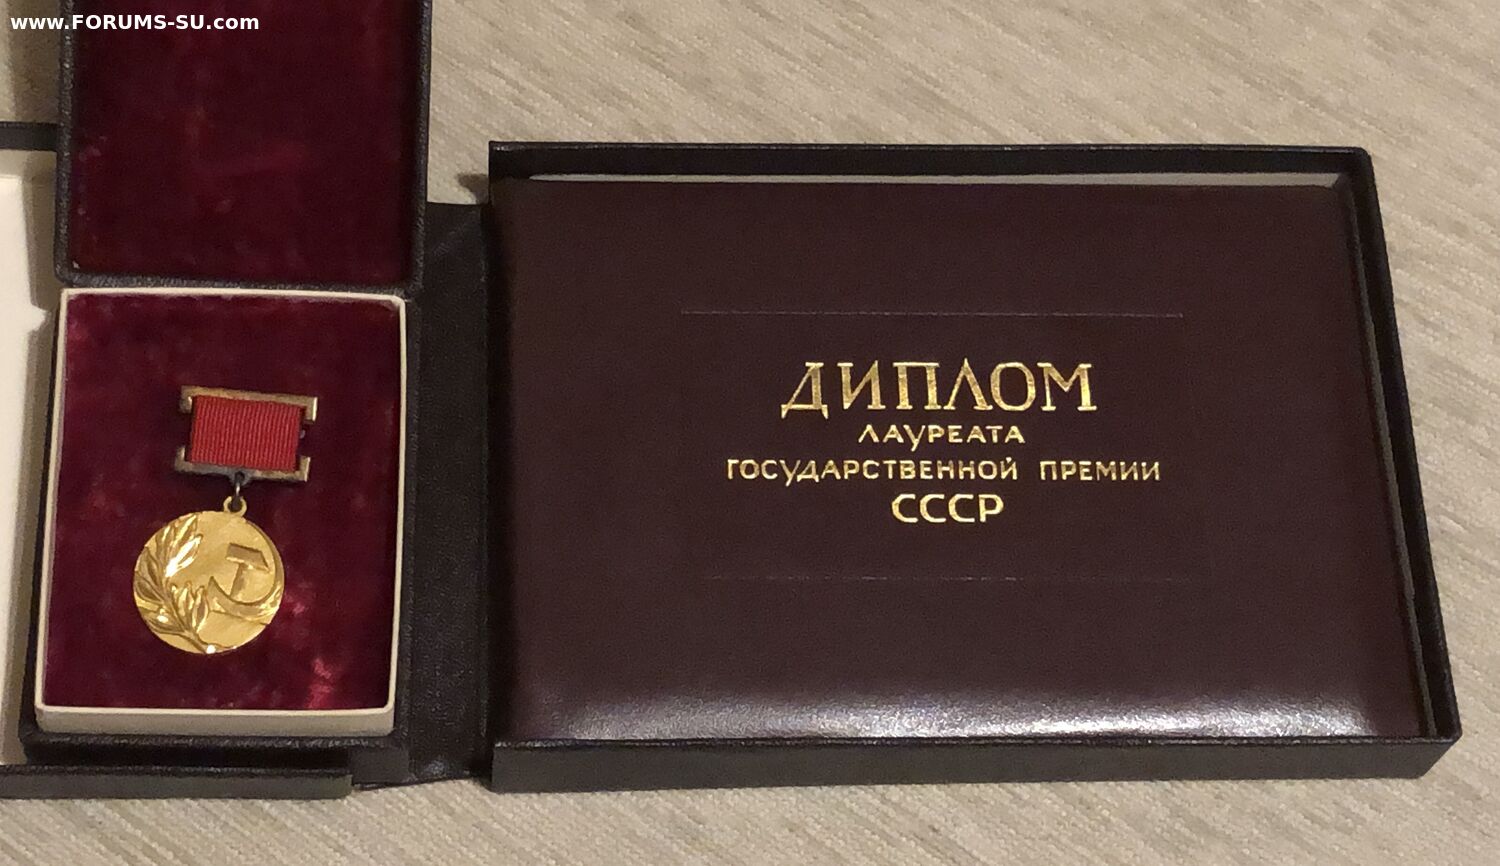 www.FORUMS-SU.com
ДИПЛОМ
ЛАУРЕАТА
ГОСУДАРСТВЕННОЙ ПРЕМИИ
СССР